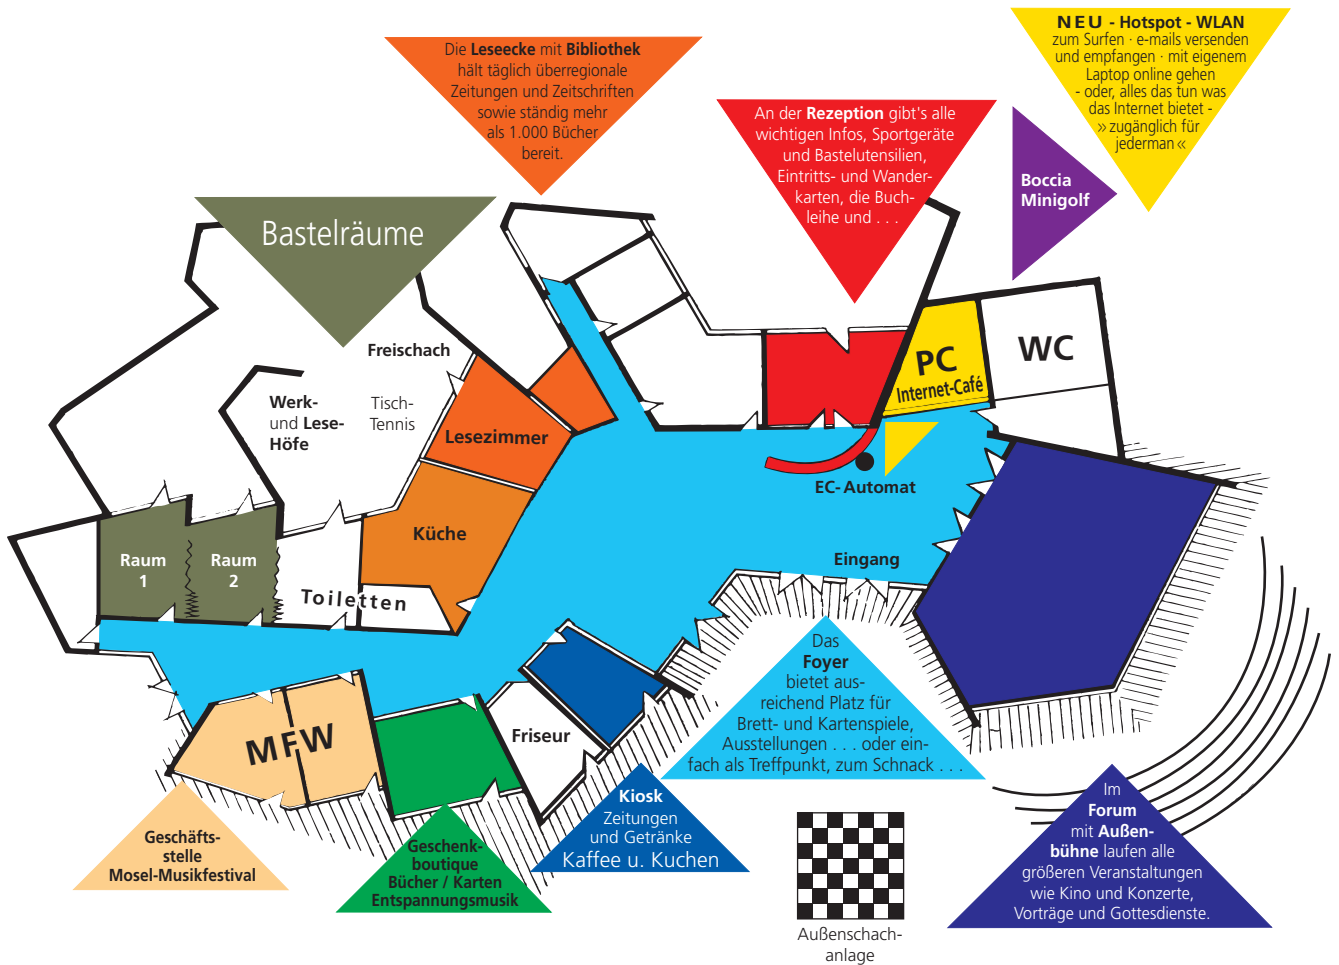 NEU - Hotspot - WLAN
zum Surfen · e-mails versenden
und empfangen · mit eigenem
Laptop online gehen
- oder, alles das tun was
das Internet bietet -
» zugänglich für
jederman «
Die Leseecke mit Bibliothek
hält täglich überregionale
Zeitungen und Zeitschriften
sowie ständig mehr
als 1.000 Bücher
bereit.
An der Rezeption gibt's alle
wichtigen Infos, Sportgeräte
und Bastelutensilien,
Eintritts- und Wander-
karten, die Buch-
leihe und . . .
Boccia
Minigolf
Bastelräume
Freischach
Werk-
und Lese-
Höfe
Tisch-
Tennis
Lesezimmer
Küche
PC
Internet-Café
WC
EC- Automat
Eingang
Raum
1
Raum
2
Toiletten
MFW
Friseur
Das
Foyer
bietet aus-
reichend Platz für
Brett- und Kartenspiele,
Ausstellungen . . . oder ein-
fach als Treffpunkt, zum Schnack . . .
Geschäfts-
stelle
Mosel-Musikfestival
Geschenk-
boutique
Bücher / Karten
Entspannungsmusik
Kiosk
Zeitungen
und Getränke
Kaffee u. Kuchen
Außenschach-
anlage
Im
Forum
mit Außen-
bühne laufen alle
größeren Veranstaltungen
wie Kino und Konzerte,
Vorträge und Gottesdienste.